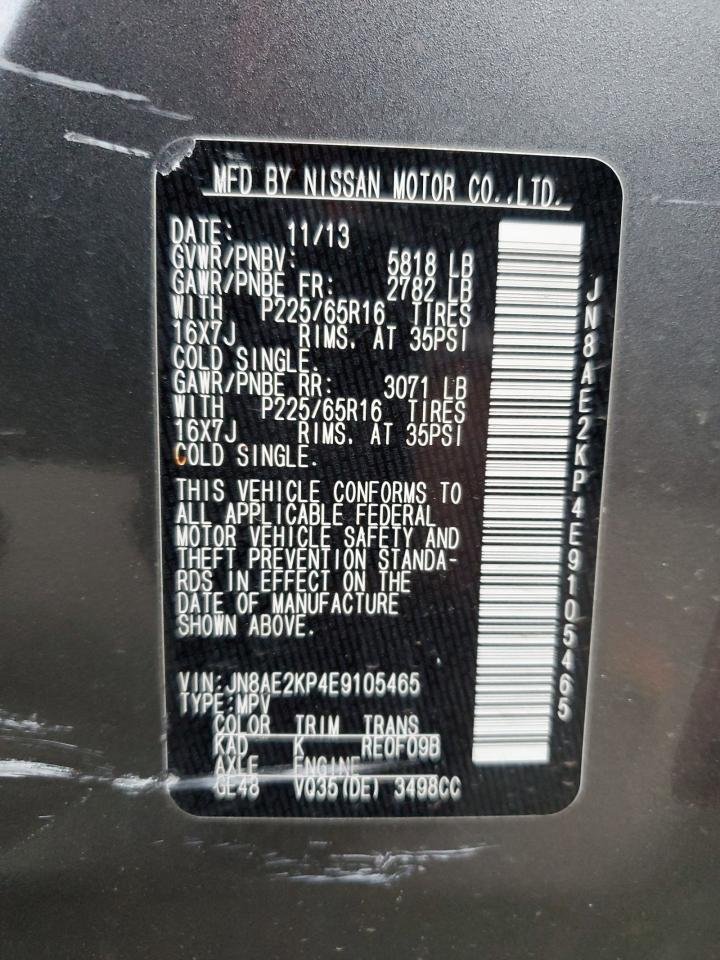 MFD BY NISSAN MOTOR CO.,LTD.
DATE: 11/13
GVWR/PNBV: 5818 LB
GAWR/PNBE FR: 2782 LB
WITH P225/65R16 TIRES
16X7J RIMS, AT 35PSI
COLD SINGLE.
GAWR/PNBE RR: 3071 LB
WITH P225/65R16 TIRES
16X7J RIMS, AT 35PSI
COLD SINGLE.
THIS VEHICLE CONFORMS TO
ALL APPLICABLE FEDERAL
MOTOR VEHICLE SAFETY AND
THEFT PREVENTION STANDA-
RDS IN EFFECT ON THE
DATE OF MANUFACTURE
SHOWN ABOVE.
VIN:JN8AE2KP4E9105465
TYPE:MPV
COLOR TRIM TRANS
KAD K RE0F09B
AXLE ENGINE
GE48 VQ35(DE) 3498CC
JN8AE2KP4E9105465